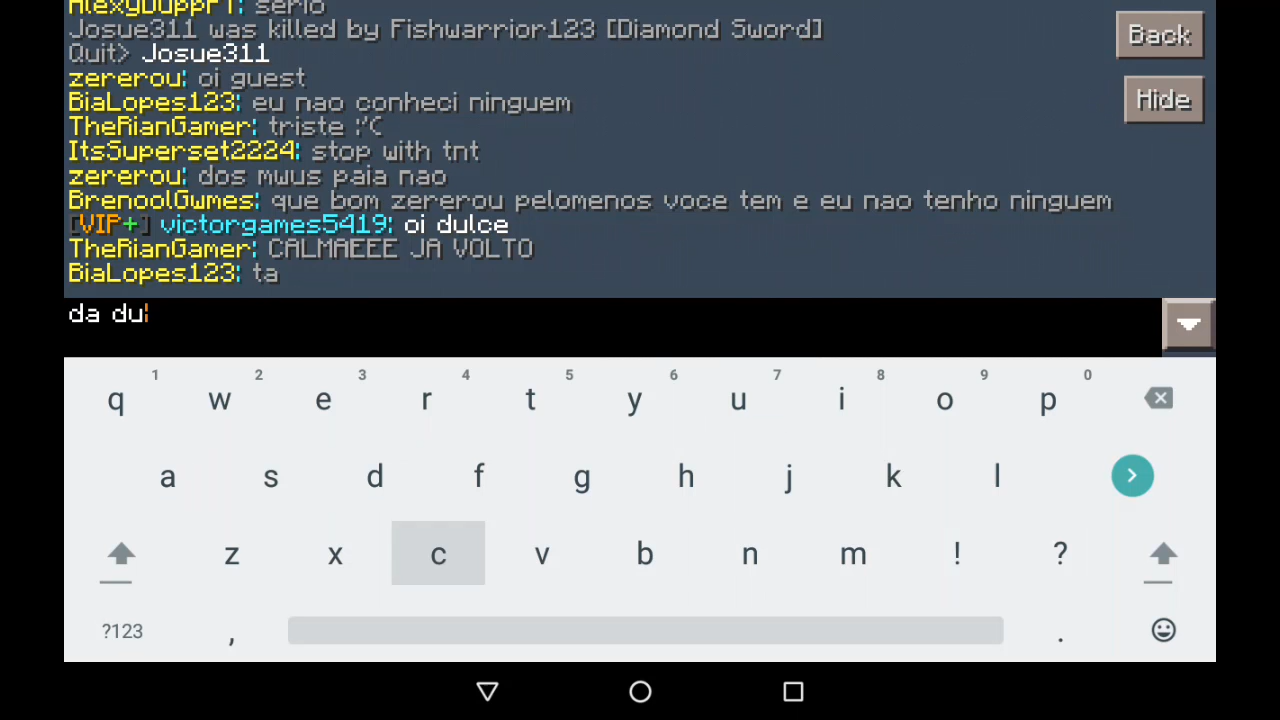 AlexyDuppFT: serio
Josue311 was killed by Fishwarrior123 [Diamond Sword]
Quit> Josue311
zererou: oi guest
BiaLopes123: eu nao conheci ninguem
TheRianGamer: triste :'(
ItsSuperset2224: stop with tnt
zererou: dos mwus paia nao
BrenoolGwmes: que bom zererou pelomenos voce tem e eu nao tenho ninguem
[VIP+] victorgames5419: oi dulce
TheRianGamer: CALMAEEE JA VOLTO
BiaLopes123: ta
Back
Hide
da du
1 2 3 4 5 6 7 8 9 0
q w e r t y u i o p
a s d f g h j k l
z x c v b n m ! ?
?123 , .